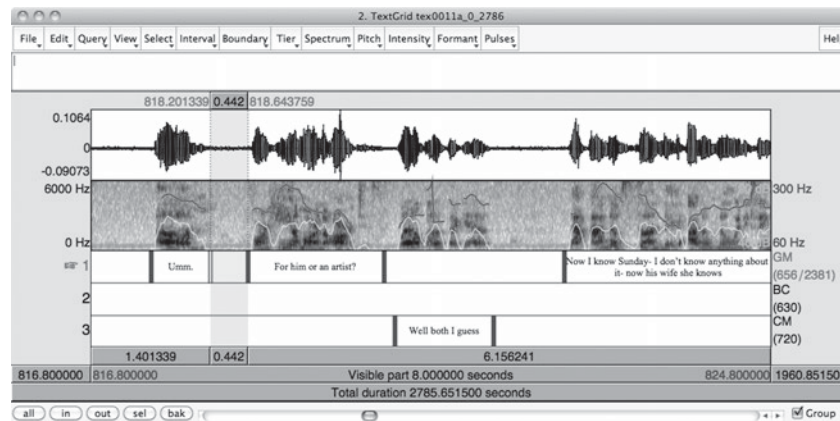 2. TextGrid tex0011a_0_2786
File Edit Query View Select Interval Boundary Tier Spectrum Pitch Intensity Formant Pulses Hel
818.201339 0.442 818.643759
0.1064
0
-0.09073
6000 Hz 300 Hz
0 Hz 60 Hz
1 Umm. For him or an artist? Now I know Sunday- I don't know anything about it- now his wife she knows GM (656/2381)
2 BC (630)
3 Well both I guess CM (720)
1.401339 0.442 6.156241
816.800000 816.800000 Visible part 8.000000 seconds 824.800000 1960.85150
Total duration 2785.651500 seconds
all in out sel bak Group